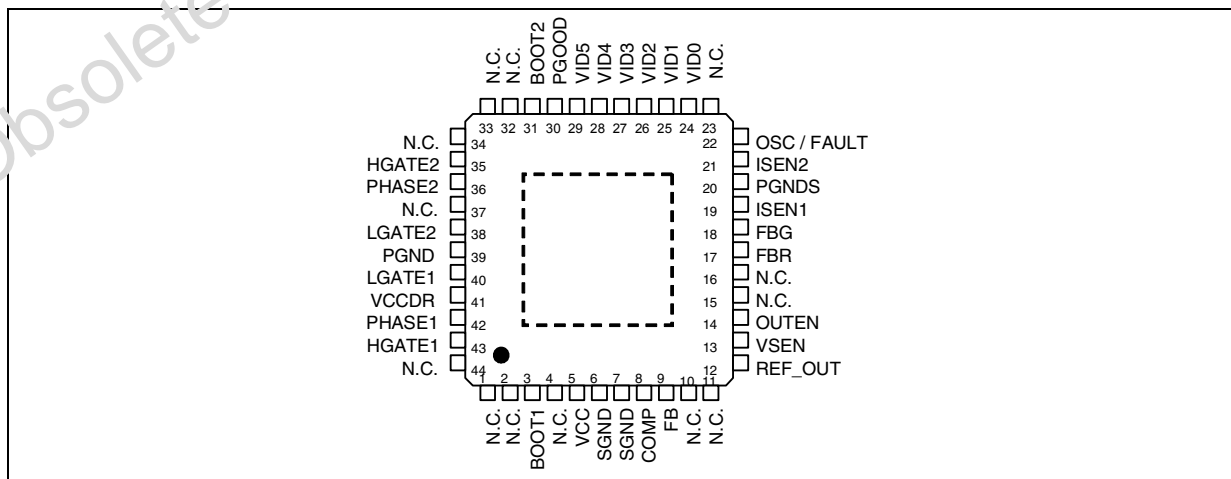 Obsolete
N.C.
N.C.
BOOT2
PGOOD
VID5
VID4
VID3
VID2
VID1
VID0
N.C.
33 32 31 30 29 28 27 26 25 24 23
N.C. 34
HGATE2 35
PHASE2 36
N.C. 37
LGATE2 38
PGND 39
LGATE1 40
VCCDR 41
PHASE1 42
HGATE1 43
N.C. 44
22 OSC / FAULT
21 ISEN2
20 PGNDS
19 ISEN1
18 FBG
17 FBR
16 N.C.
15 N.C.
14 OUTEN
13 VSEN
12 REF_OUT
1 2 3 4 5 6 7 8 9 10 11
N.C.
N.C.
BOOT1
N.C.
VCC
SGND
SGND
COMP
FB
N.C.
N.C.